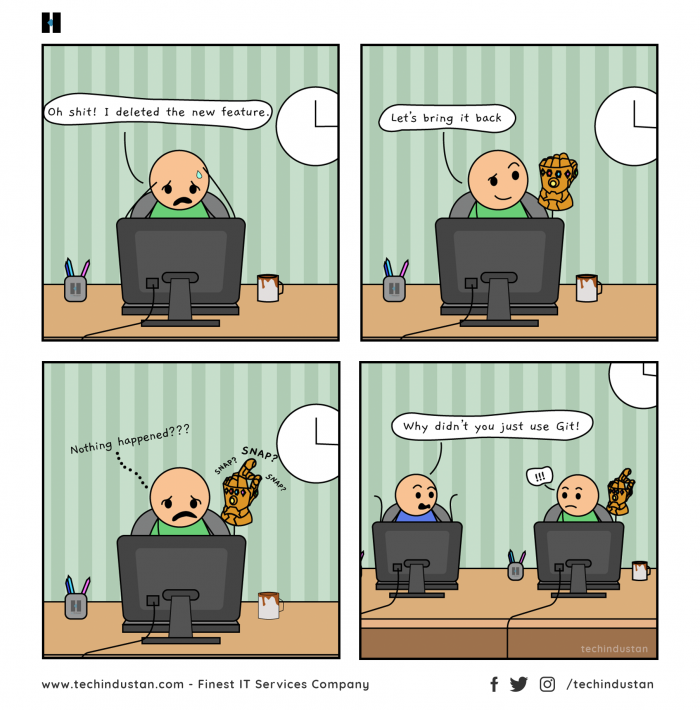 H
Oh shit! I deleted the new feature.
Let's bring it back
Nothing happened???
SNAP?
SNAP?
SNAP?
Why didn't you just use Git!
!!!
techindustan
www.techindustan.com - Finest IT Services Company
/techindustan